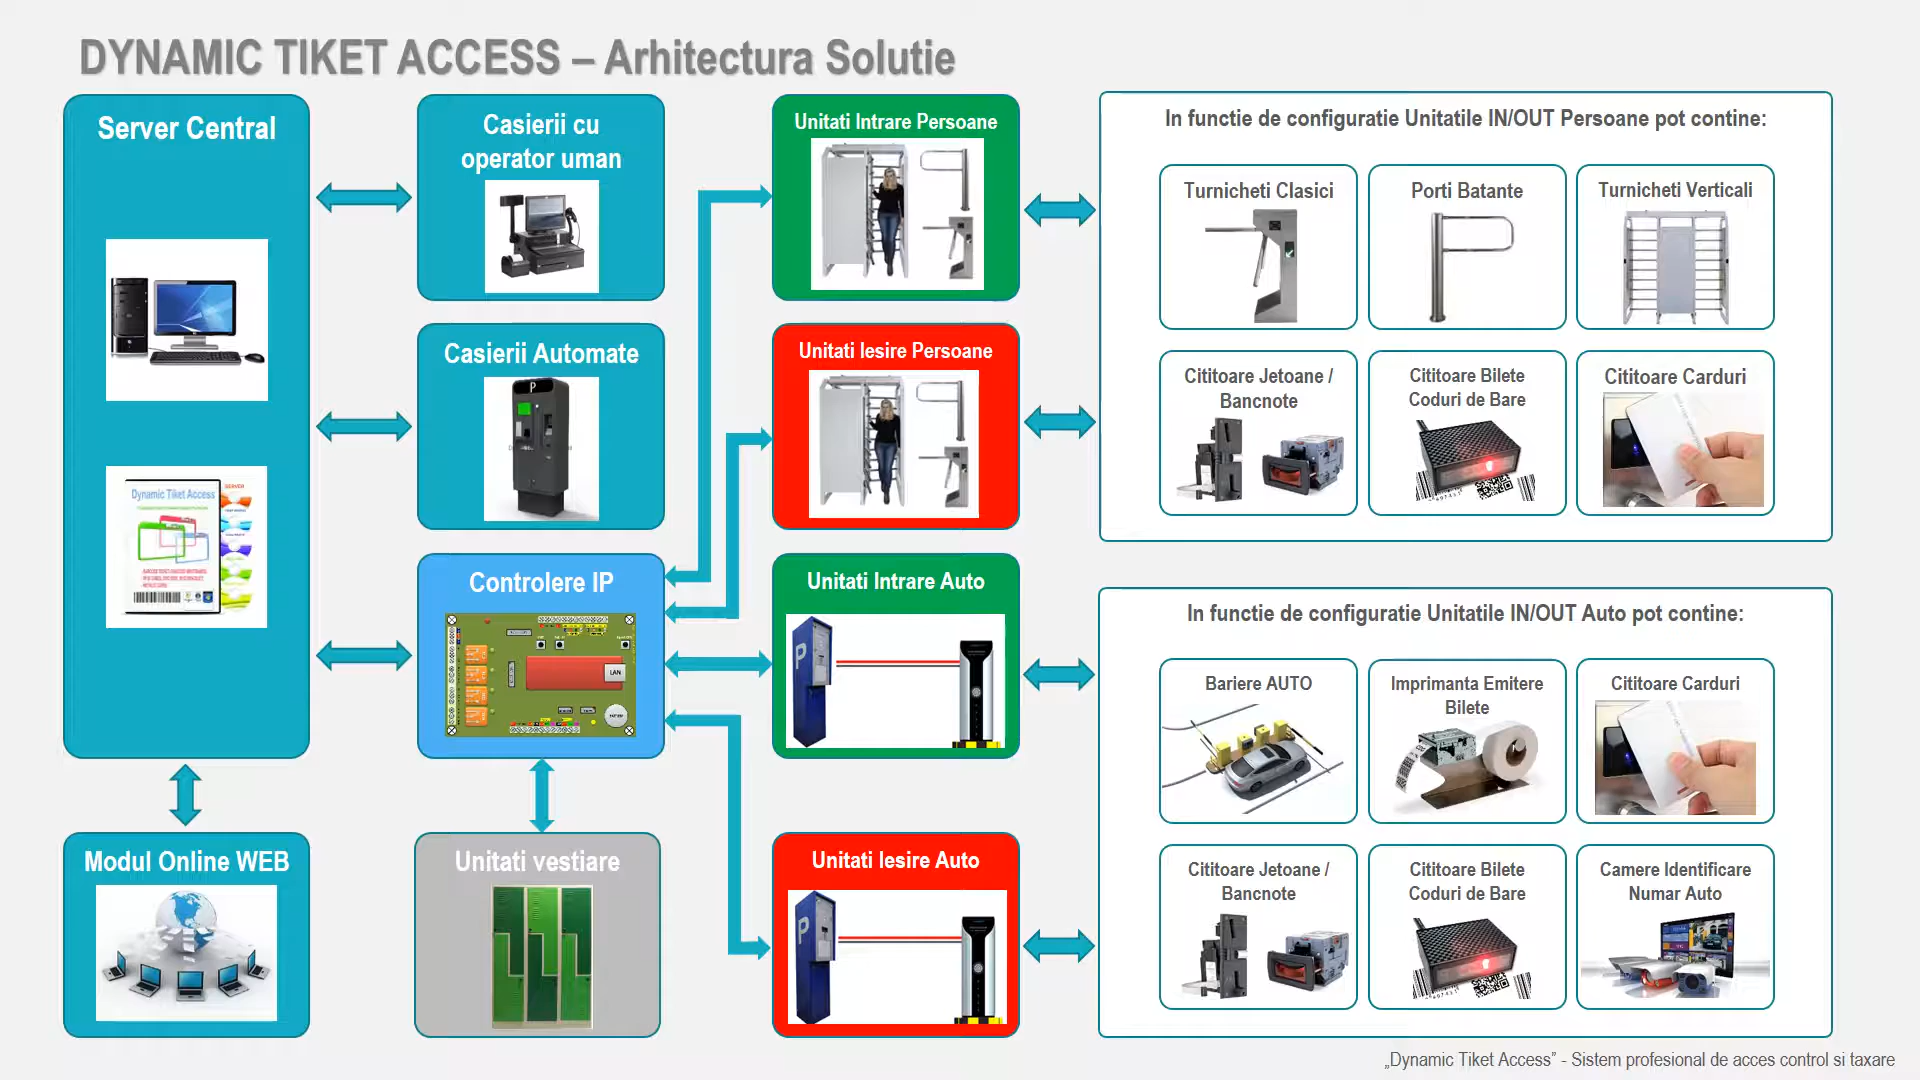 DYNAMIC TIKET ACCESS – Arhitectura Solutie
Server Central
Dynamic Tiket Access
SERVER
Modul Online WEB
Casierii cu
operator uman
Casierii Automate
P
Controlere IP
LAN
Unitati vestiare
Unitati Intrare Persoane
Unitati Iesire Persoane
Unitati Intrare Auto
P
Unitati Iesire Auto
P
In functie de configuratie Unitatile IN/OUT Persoane pot contine:
Turnicheti Clasici
Porti Batante
Turnicheti Verticali
Cititoare Jetoane /
Bancnote
Cititoare Bilete
Coduri de Bare
Cititoare Carduri
In functie de configuratie Unitatile IN/OUT Auto pot contine:
Bariere AUTO
Imprimanta Emitere
Bilete
Cititoare Carduri
Cititoare Jetoane /
Bancnote
Cititoare Bilete
Coduri de Bare
Camere Identificare
Numar Auto
„Dynamic Tiket Access” - Sistem profesional de acces control si taxare